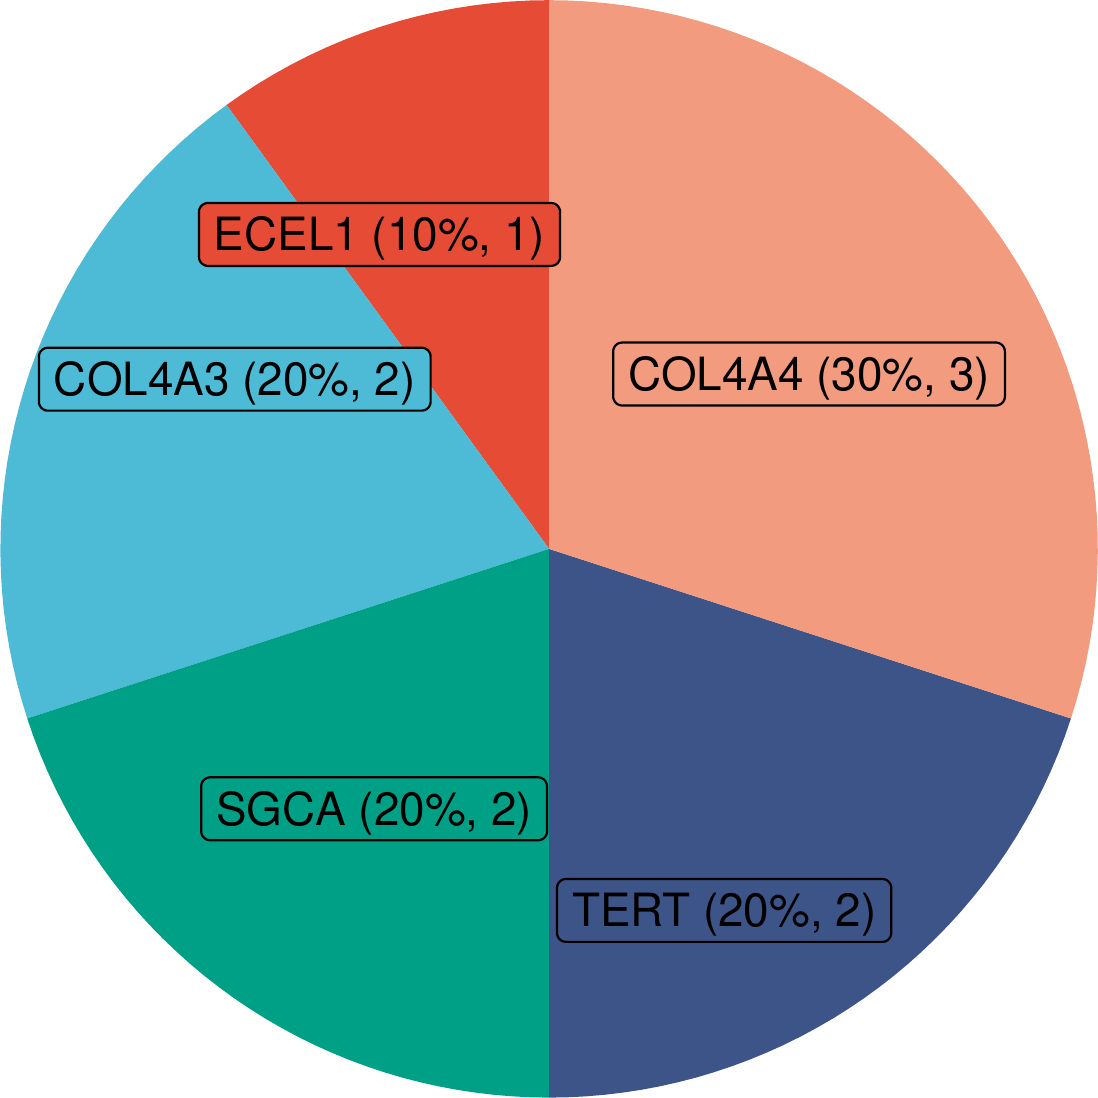 ECEL1 (10%, 1)
COL4A4 (30%, 3)
COL4A3 (20%, 2)
SGCA (20%, 2)
TERT (20%, 2)